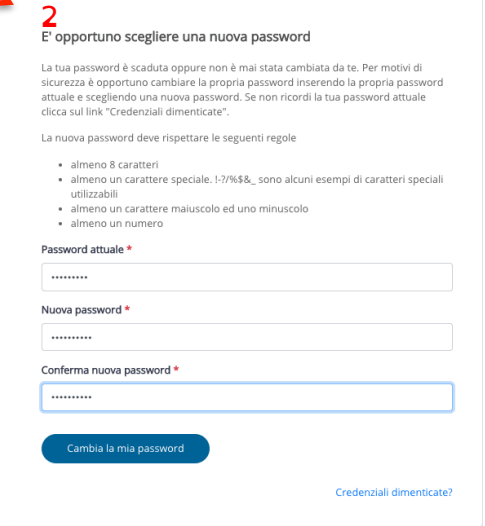 2
E' opportuno scegliere una nuova password
La tua password è scaduta oppure non è mai stata cambiata da te. Per motivi di
sicurezza è opportuno cambiare la propria password inserendo la propria password
attuale e scegliendo una nuova password. Se non ricordi la tua password attuale
clicca sul link "Credenziali dimenticate".
La nuova password deve rispettare le seguenti regole
• almeno 8 caratteri
• almeno un carattere speciale. !-?/%$&_ sono alcuni esempi di caratteri speciali
utilizzabili
• almeno un carattere maiuscolo ed uno minuscolo
• almeno un numero
Password attuale *
•••••••••
Nuova password *
••••••••••
Conferma nuova password *
••••••••••
Cambia la mia password
Credenziali dimenticate?